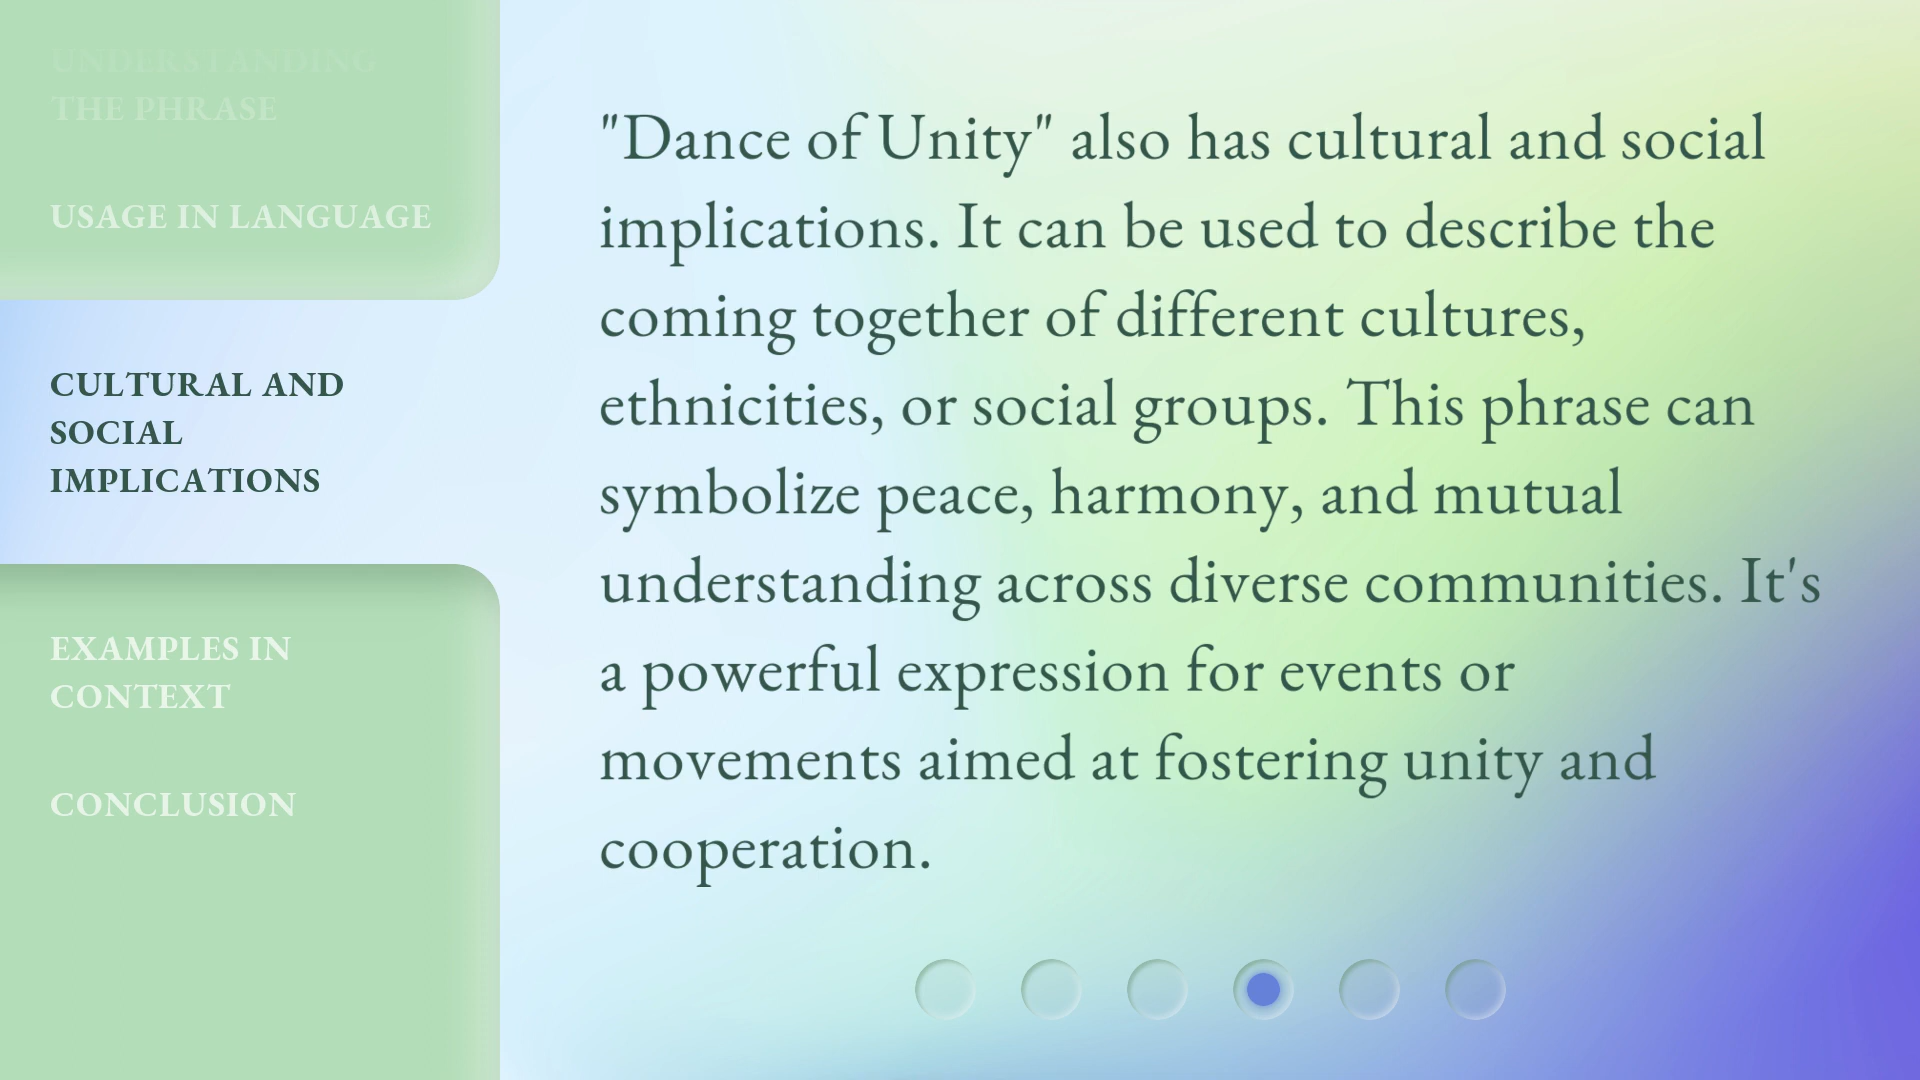 UNDERSTANDING
THE PHRASE
USAGE IN LANGUAGE
CULTURAL AND
SOCIAL
IMPLICATIONS
EXAMPLES IN
CONTEXT
CONCLUSION
"Dance of Unity" also has cultural and social
implications. It can be used to describe the
coming together of different cultures,
ethnicities, or social groups. This phrase can
symbolize peace, harmony, and mutual
understanding across diverse communities. It's
a powerful expression for events or
movements aimed at fostering unity and
cooperation.